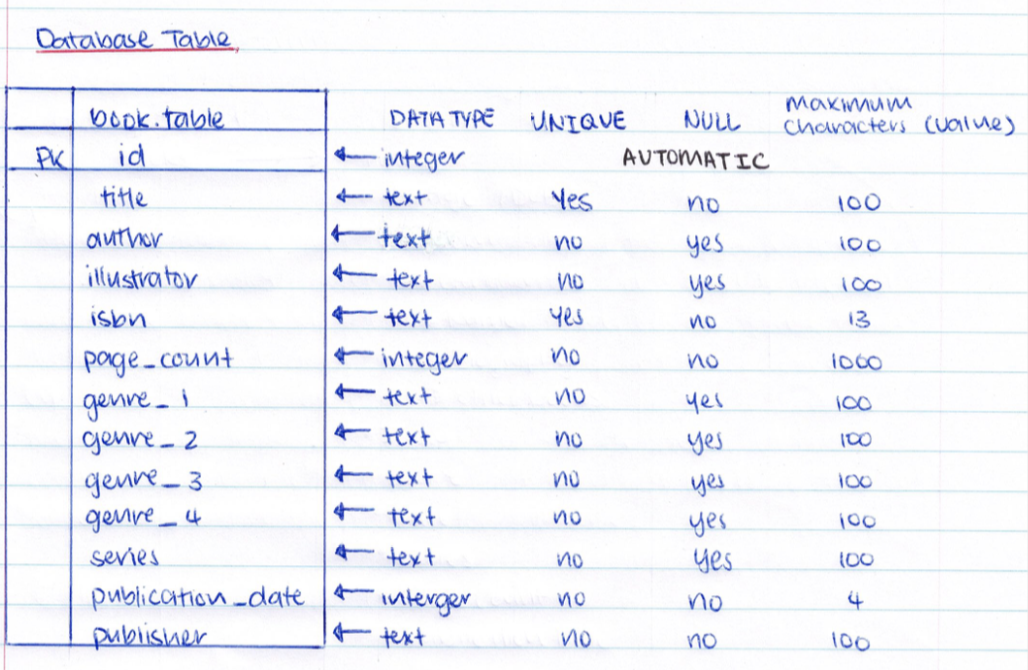 Database Table
book.table DATA TYPE UNIQUE NULL maximum characters (value)
PK id integer AUTOMATIC
title text Yes no 100
author text no yes 100
illustrator text no yes 100
isbn text yes no 13
page_count integer no no 1000
genre_1 text no yes 100
genre_2 text no yes 100
genre_3 text no yes 100
genre_4 text no yes 100
series text no yes 100
publication_date interger no no 4
publisher text no no 100